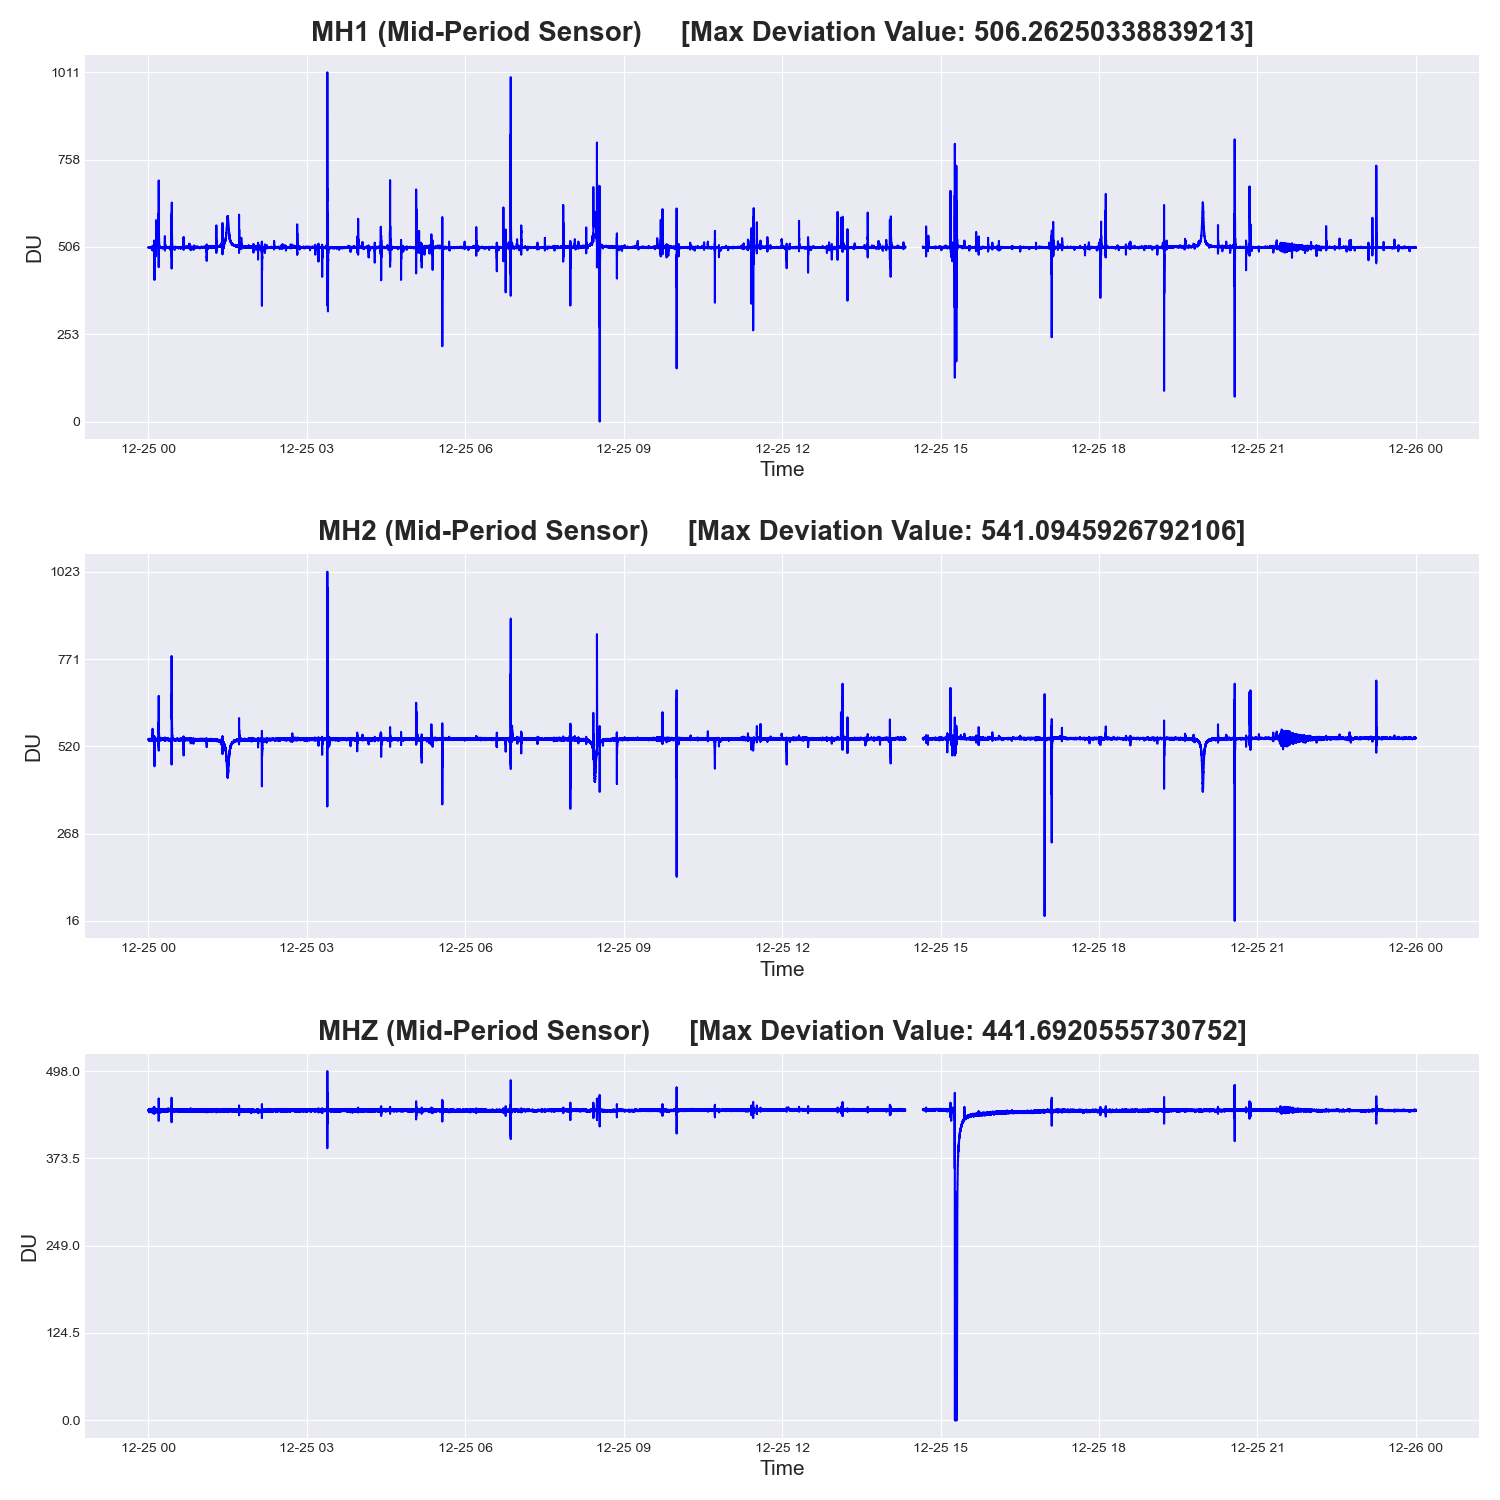 MH1 (Mid-Period Sensor) [Max Deviation Value: 506.26250338839213]
1011
758
506
253
0
DU
12-25 00 12-25 03 12-25 06 12-25 09 12-25 12 12-25 15 12-25 18 12-25 21 12-26 00
Time
MH2 (Mid-Period Sensor) [Max Deviation Value: 541.0945926792106]
1023
771
520
268
16
DU
12-25 00 12-25 03 12-25 06 12-25 09 12-25 12 12-25 15 12-25 18 12-25 21 12-26 00
Time
MHZ (Mid-Period Sensor) [Max Deviation Value: 441.6920555730752]
498.0
373.5
249.0
124.5
0.0
DU
12-25 00 12-25 03 12-25 06 12-25 09 12-25 12 12-25 15 12-25 18 12-25 21 12-26 00
Time